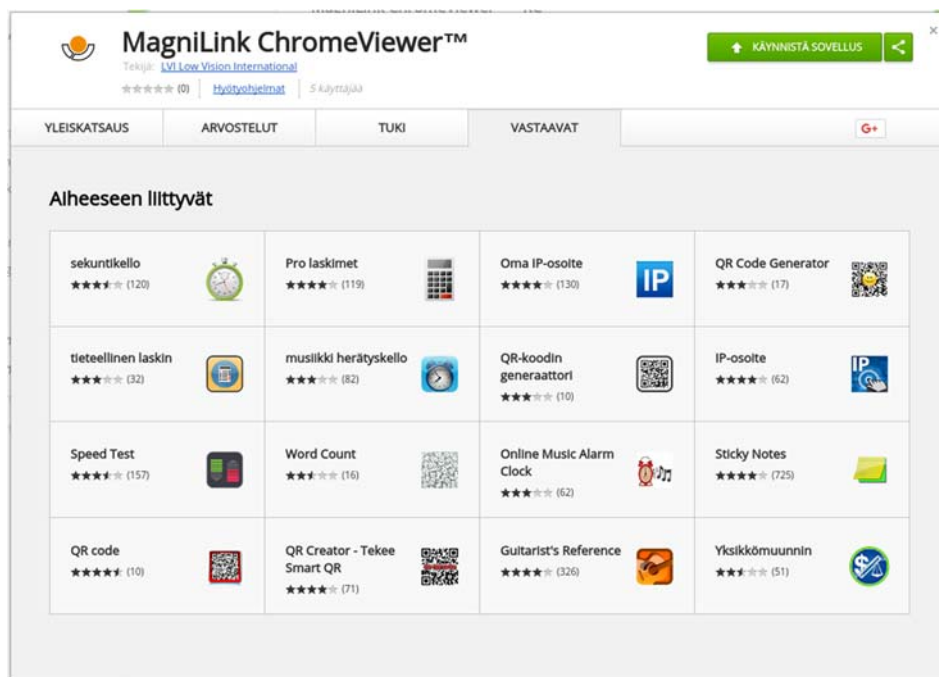 MagniLink ChromeViewer™
KÄYNNISTÄ SOVELLUS
Tekijä: LVI Low Vision International
(0) Hyötyohjelmat 5 käyttäjää
YLEISKATSAUS ARVOSTELUT TUKI VASTAAVAT G+
Aiheeseen liittyvät
sekuntikello
(120)
Pro laskimet
(119)
Oma IP-osoite
(130)
IP
QR Code Generator
(17)
tieteellinen laskin
(32)
musiikki herätyskello
(82)
QR-koodin
generaattori
(10)
IP-osoite
(62)
IP
Speed Test
(157)
Word Count
(16)
Online Music Alarm
Clock
(62)
Sticky Notes
(725)
QR code
(10)
QR Creator - Tekee
Smart QR
(71)
Guitarist's Reference
(326)
Yksikkömuunnin
(51)